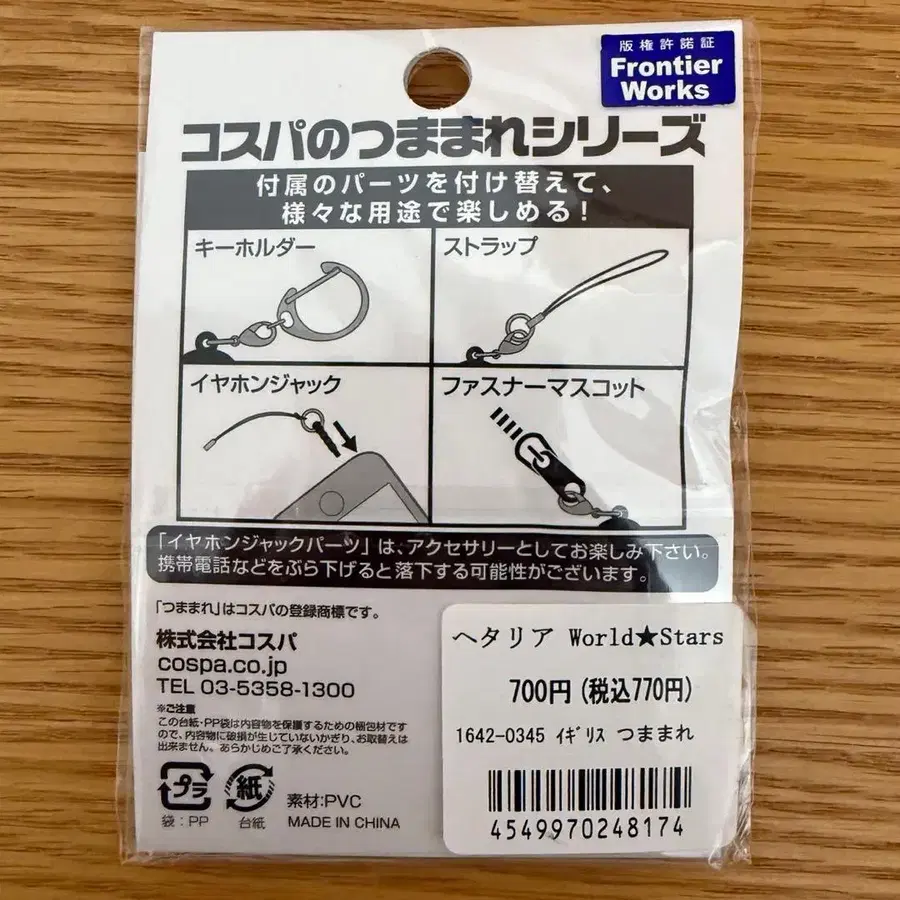 版権許諾証
Frontier
Works
コスパのつままれシリーズ
付属のパーツを付け替えて、
様々な用途で楽しめる！
キーホルダー
ストラップ
イヤホンジャック
ファスナーマスコット
「イヤホンジャックパーツ」は、アクセサリーとしてお楽しみ下さい。
携帯電話などをぶら下げると落下する可能性がございます。
「つままれ」はコスパの登録商標です。
株式会社コスパ
cospa.co.jp
TEL 03-5358-1300
※ご注意
この台紙・PP袋は内容物を保護するための梱包材ですの
で、内容物に破損が生じていないかぎり、お取替えは
出来ません。あらかじめご了承ください。
プラ
紙
袋：PP
台紙
素材:PVC
MADE IN CHINA
ヘタリア World★Stars
700円(税込770円)
1642-0345 ｲｷﾞﾘｽ つままれ
4549970248174